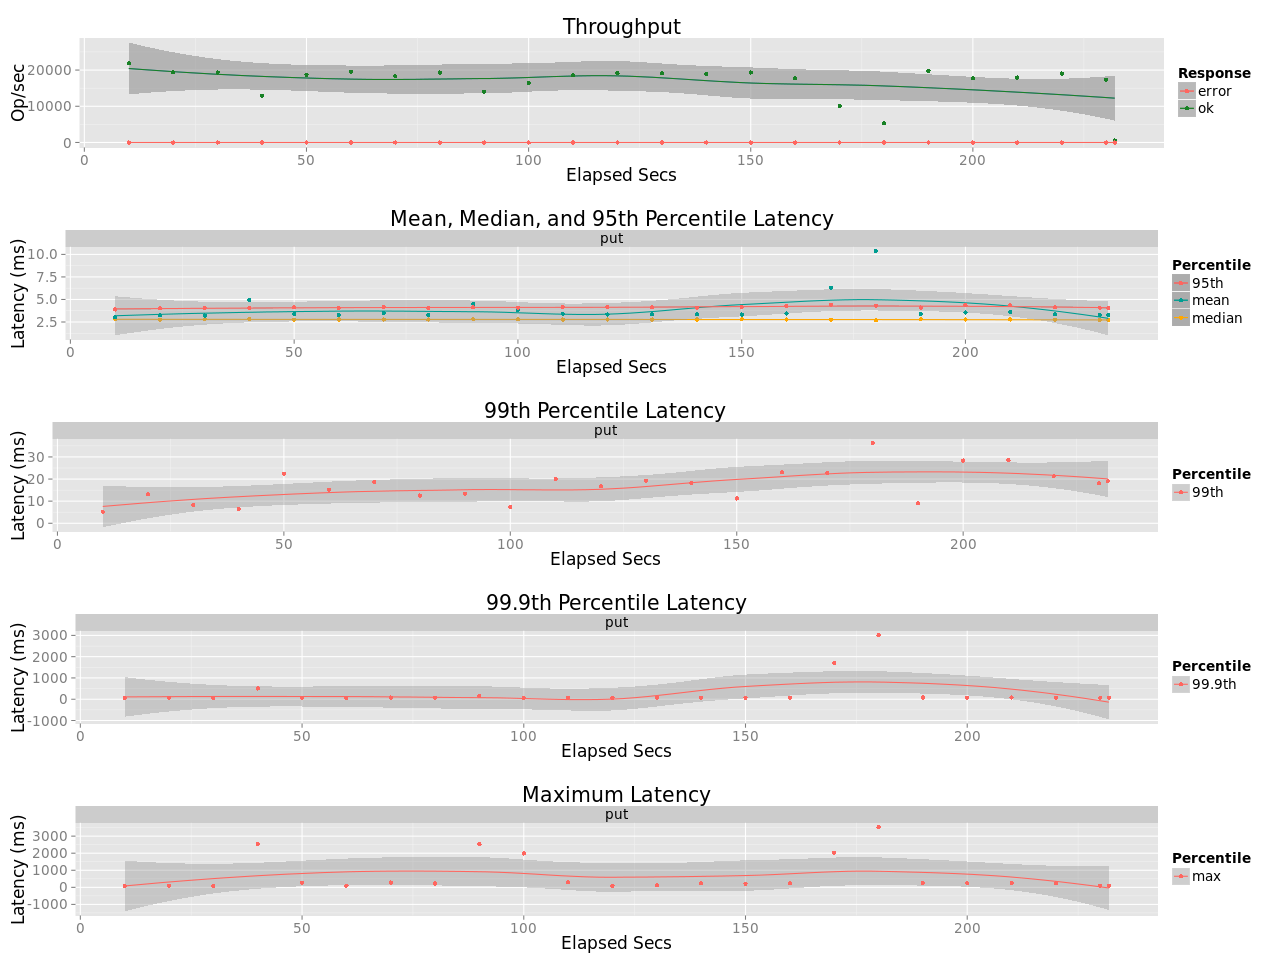 Throughput
Op/sec
20000
10000
0
0 50 100 150 200
Elapsed Secs
Response
error
ok
Mean, Median, and 95th Percentile Latency
put
Latency (ms)
10.0
7.5
5.0
2.5
0 50 100 150 200
Elapsed Secs
Percentile
95th
mean
median
99th Percentile Latency
put
Latency (ms)
30
20
10
0
0 50 100 150 200
Elapsed Secs
Percentile
99th
99.9th Percentile Latency
put
Latency (ms)
3000
2000
1000
0
-1000
0 50 100 150 200
Elapsed Secs
Percentile
99.9th
Maximum Latency
put
Latency (ms)
3000
2000
1000
0
-1000
0 50 100 150 200
Elapsed Secs
Percentile
max